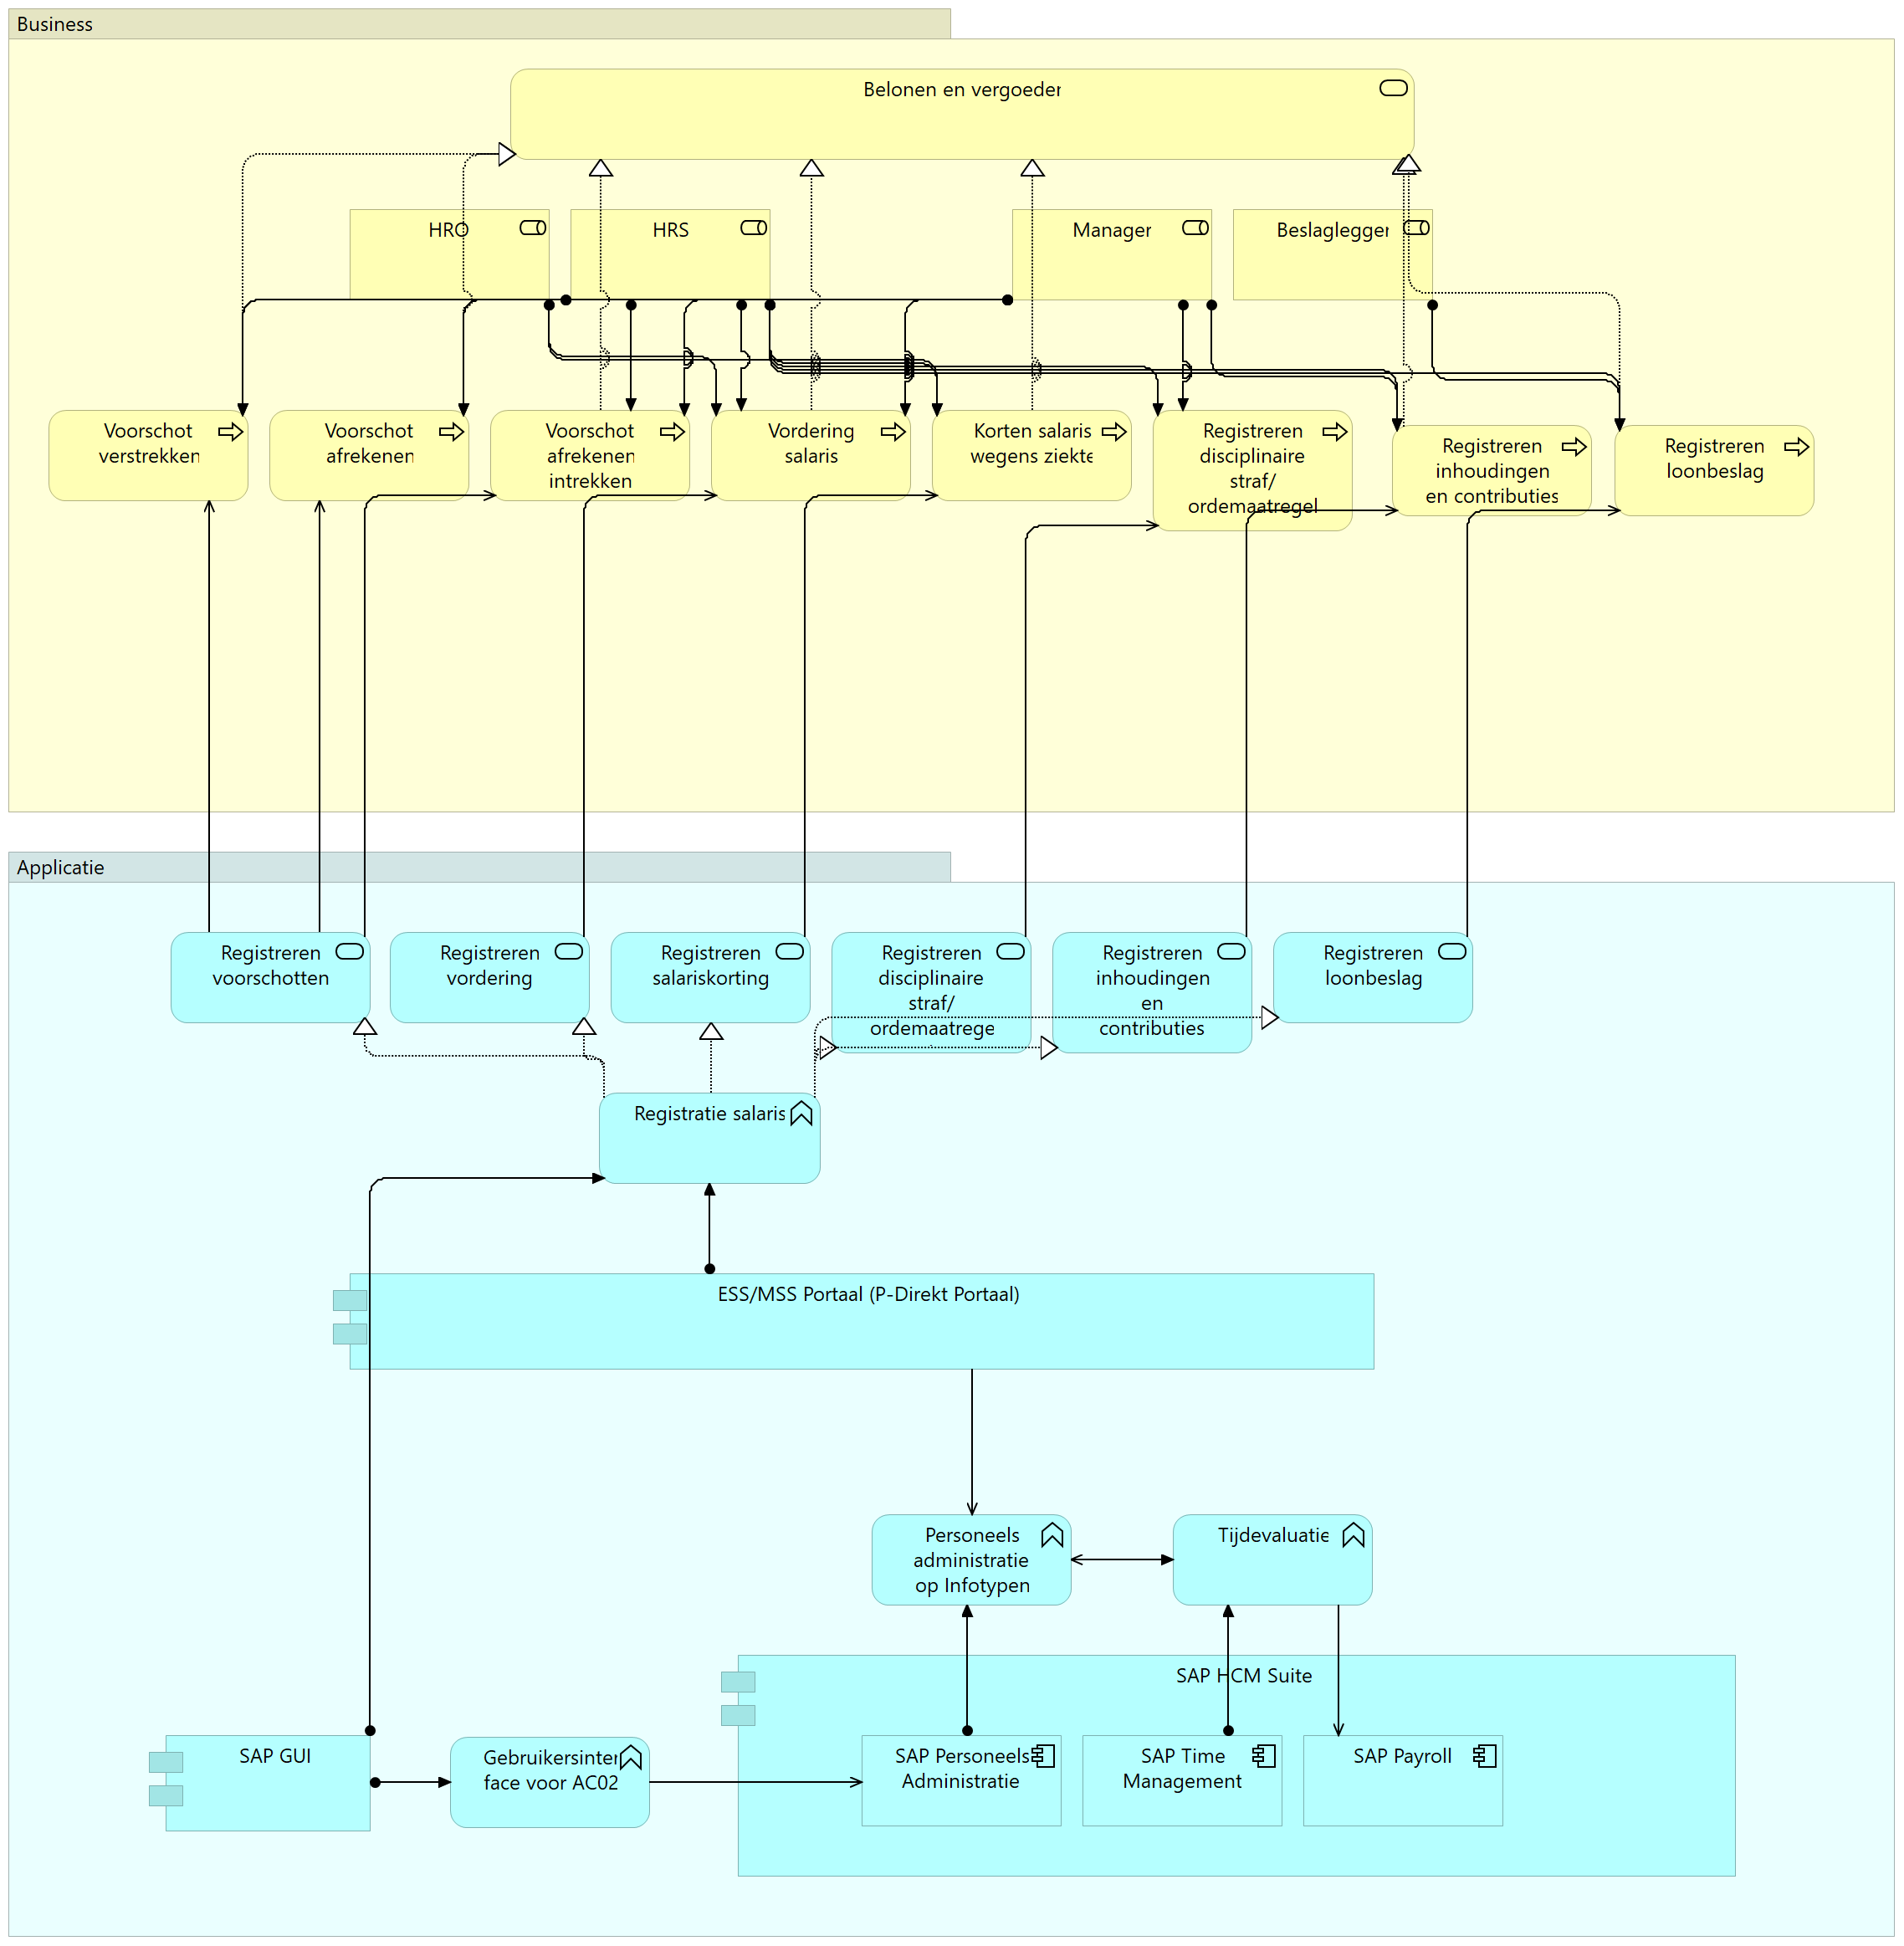 Business
Belonen en vergoeden
HRO
HRS
Manager
Beslaglegger
Voorschot
verstrekken
Voorschot
afrekenen
Voorschot
afrekenen
intrekken
Vordering
salaris
Korten salaris
wegens ziekte
Registreren
disciplinaire
straf/
ordemaatregel
Registreren
inhoudingen
en contributies
Registreren
loonbeslag
Applicatie
Registreren
voorschotten
Registreren
vordering
Registreren
salariskorting
Registreren
disciplinaire
straf/
ordemaatrege
Registreren
inhoudingen
en
contributies
Registreren
loonbeslag
Registratie salaris
ESS/MSS Portaal (P-Direkt Portaal)
Personeels
administratie
op Infotypen
Tijdevaluatie
SAP HCM Suite
SAP GUI
Gebruikersinter
face voor AC02
SAP Personeels
Administratie
SAP Time
Management
SAP Payroll